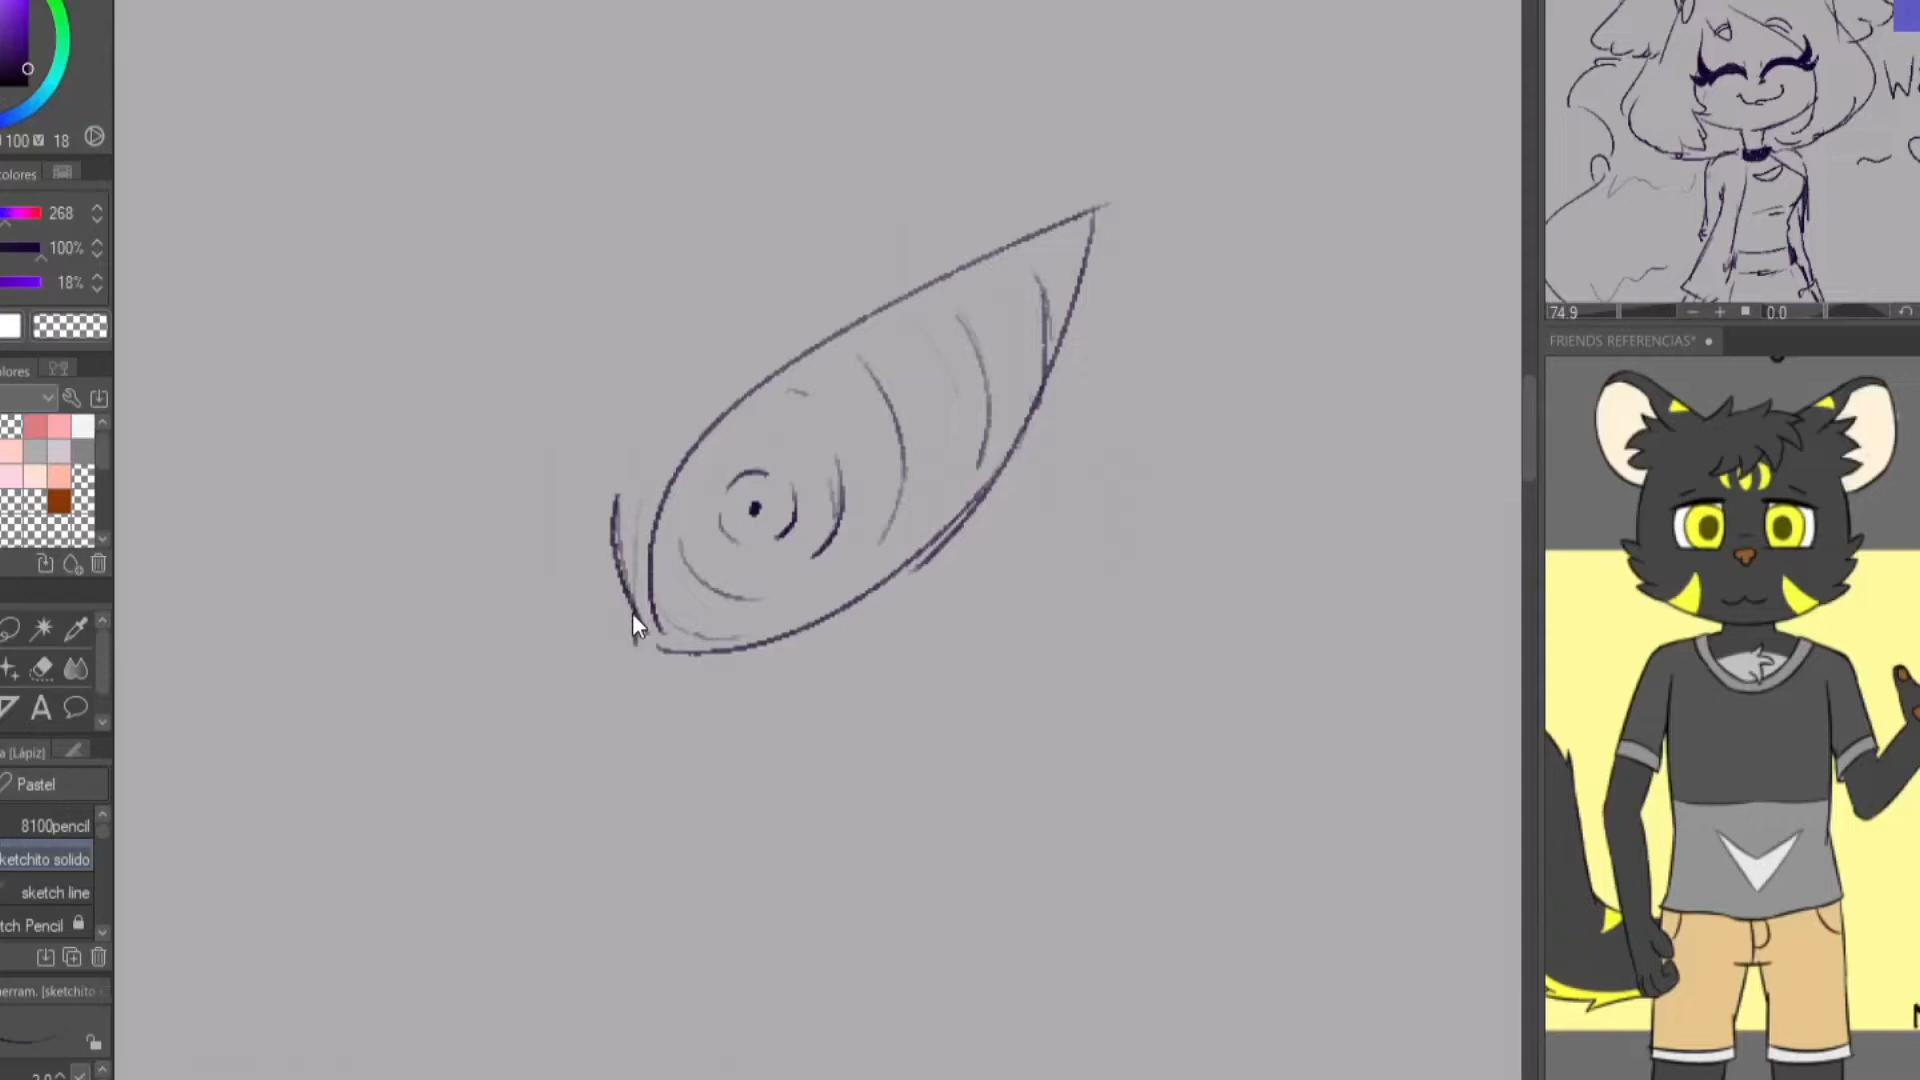 100 18
colores
268
100%
18%
W
~
74.9 0.0
FRIENDS REFERENCIAS*
olores
a [Lápiz]
Pastel
8100pencil
ketchito solido
sketch line
tch Pencil
erram. [sketchito
A